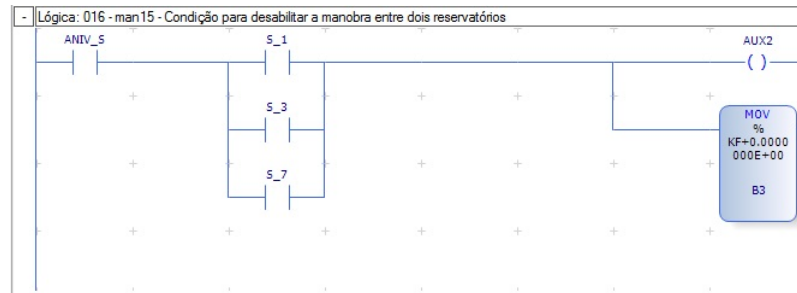 - Lógica: 016 - man15 - Condição para desabilitar a manobra entre dois reservatórios
ANIV_S S_1 AUX2
( )
S_3
MOV
%
KF+0.0000
000E+00
B3
S_7